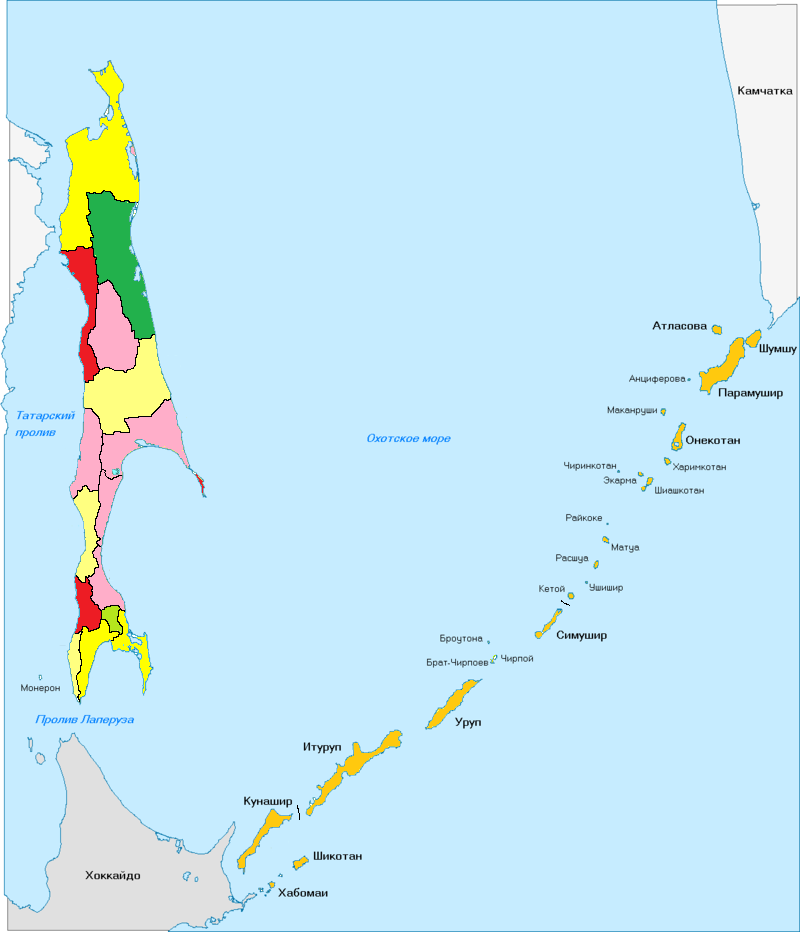 Камчатка
Атласова
Шумшу
Анциферова
Парамушир
Маканруши
Татарский
пролив
Охотское море
Онекотан
Чиринкотан
Харимкотан
Экарма
Шиашкотан
Райкоке
Матуа
Расшуа
Кетой
Ушишир
Симушир
Броутона
Брат-Чирпоев
Чирпой
Монерон
Пролив Лаперуза
Уруп
Итуруп
Кунашир
Шикотан
Хоккайдо
Хабомаи